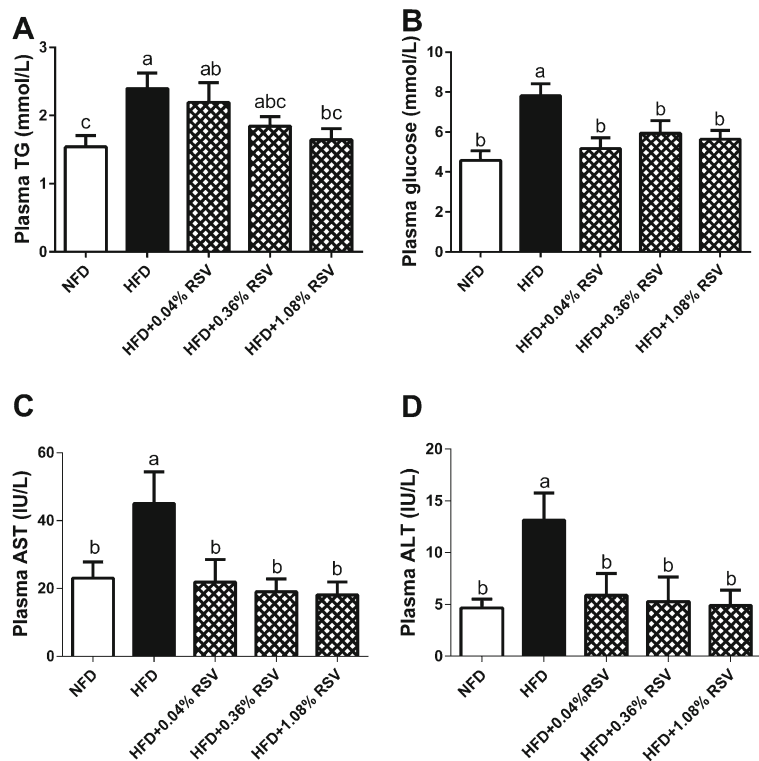 A
Plasma TG (mmol/L)
3
2
1
0
c
a
ab
abc
bc
NFD
HFD
HFD+0.04% RSV
HFD+0.36% RSV
HFD+1.08% RSV
B
Plasma glucose (mmol/L)
10
8
6
4
2
0
b
a
b
b
b
NFD
HFD
HFD+0.04% RSV
HFD+0.36% RSV
HFD+1.08% RSV
C
Plasma AST (IU/L)
60
40
20
0
b
a
b
b
b
NFD
HFD
HFD+0.04% RSV
HFD+0.36% RSV
HFD+1.08% RSV
D
Plasma ALT (IU/L)
20
15
10
5
0
b
a
b
b
b
NFD
HFD
HFD+0.04%RSV
HFD+0.36% RSV
HFD+1.08% RSV